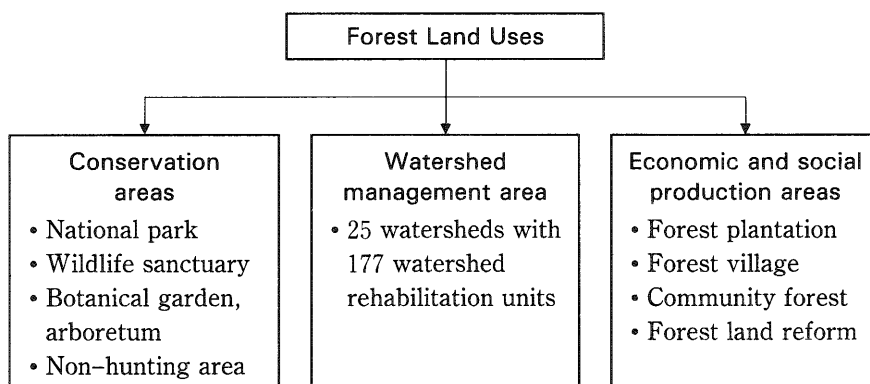 Forest Land Uses
Conservation
areas
• National park
• Wildlife sanctuary
• Botanical garden,
arboretum
• Non-hunting area
Watershed
management area
• 25 watersheds with
177 watershed
rehabilitation units
Economic and social
production areas
• Forest plantation
• Forest village
• Community forest
• Forest land reform